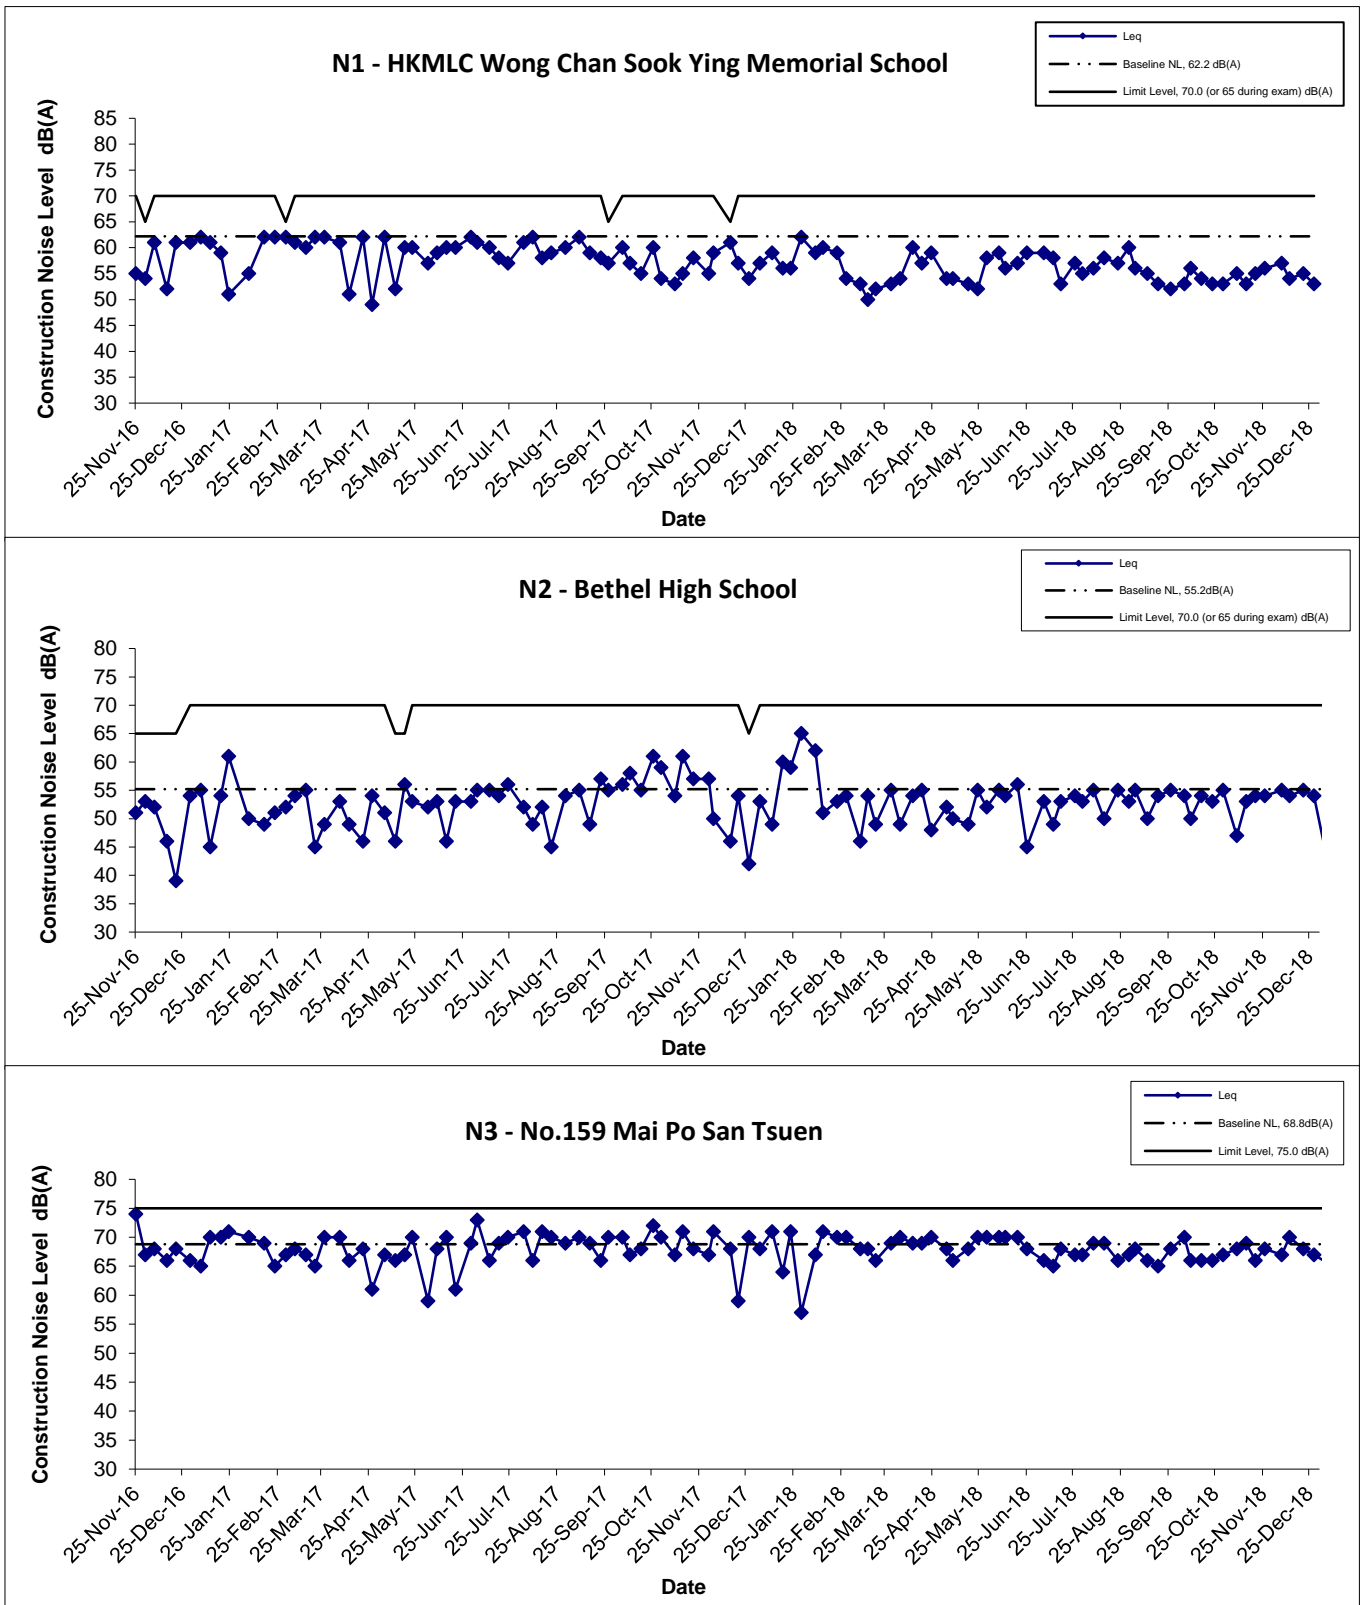 N1 - HKMLC Wong Chan Sook Ying Memorial School
Leq
Baseline NL, 62.2 dB(A)
Limit Level, 70.0 (or 65 during exam) dB(A)
Construction Noise Level dB(A)
85
80
75
70
65
60
55
50
45
40
35
30
25-Nov-16
25-Dec-16
25-Jan-17
25-Feb-17
25-Mar-17
25-Apr-17
25-May-17
25-Jun-17
25-Jul-17
25-Aug-17
25-Sep-17
25-Oct-17
25-Nov-17
25-Dec-17
25-Jan-18
25-Feb-18
25-Mar-18
25-Apr-18
25-May-18
25-Jun-18
25-Jul-18
25-Aug-18
25-Sep-18
25-Oct-18
25-Nov-18
25-Dec-18
Date
N2 - Bethel High School
Leq
Baseline NL, 55.2dB(A)
Limit Level, 70.0 (or 65 during exam) dB(A)
Construction Noise Level dB(A)
80
75
70
65
60
55
50
45
40
35
30
25-Nov-16
25-Dec-16
25-Jan-17
25-Feb-17
25-Mar-17
25-Apr-17
25-May-17
25-Jun-17
25-Jul-17
25-Aug-17
25-Sep-17
25-Oct-17
25-Nov-17
25-Dec-17
25-Jan-18
25-Feb-18
25-Mar-18
25-Apr-18
25-May-18
25-Jun-18
25-Jul-18
25-Aug-18
25-Sep-18
25-Oct-18
25-Nov-18
25-Dec-18
Date
N3 - No.159 Mai Po San Tsuen
Leq
Baseline NL, 68.8dB(A)
Limit Level, 75.0 dB(A)
Construction Noise Level dB(A)
80
75
70
65
60
55
50
45
40
35
30
25-Nov-16
25-Dec-16
25-Jan-17
25-Feb-17
25-Mar-17
25-Apr-17
25-May-17
25-Jun-17
25-Jul-17
25-Aug-17
25-Sep-17
25-Oct-17
25-Nov-17
25-Dec-17
25-Jan-18
25-Feb-18
25-Mar-18
25-Apr-18
25-May-18
25-Jun-18
25-Jul-18
25-Aug-18
25-Sep-18
25-Oct-18
25-Nov-18
25-Dec-18
Date